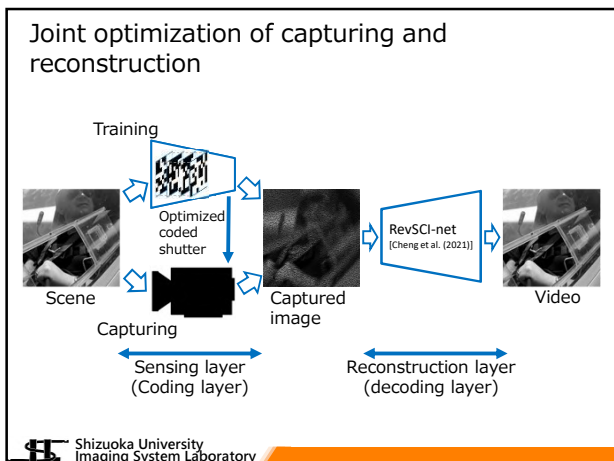 Joint optimization of capturing and
reconstruction
Training
Optimized
coded
shutter
RevSCI-net
[Cheng et al. (2021)]
Scene
Captured
image
Video
Capturing
Sensing layer
(Coding layer)
Reconstruction layer
(decoding layer)
Shizuoka University
Imaging System Laboratory